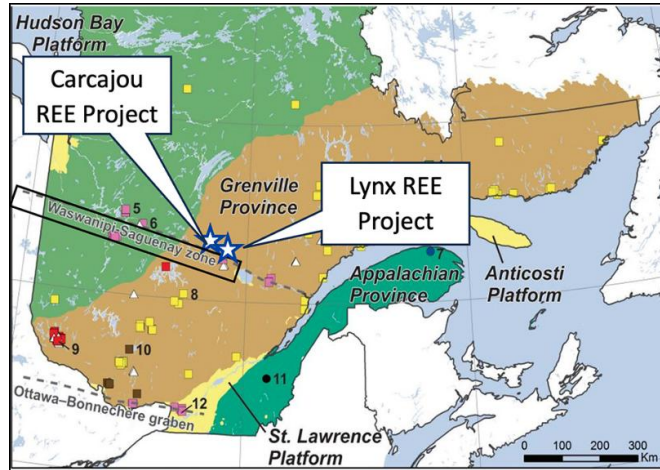 Hudson Bay
Platform
Carcajou
REE Project
Grenville
Province
Lynx REE
Project
5
6
Waswanipi-Saguenay zone
7
Appalachian
Province
Anticosti
Platform
8
9
10
11
12
Ottawa–Bonnechere graben
St. Lawrence
Platform
0 100 200 300
Km